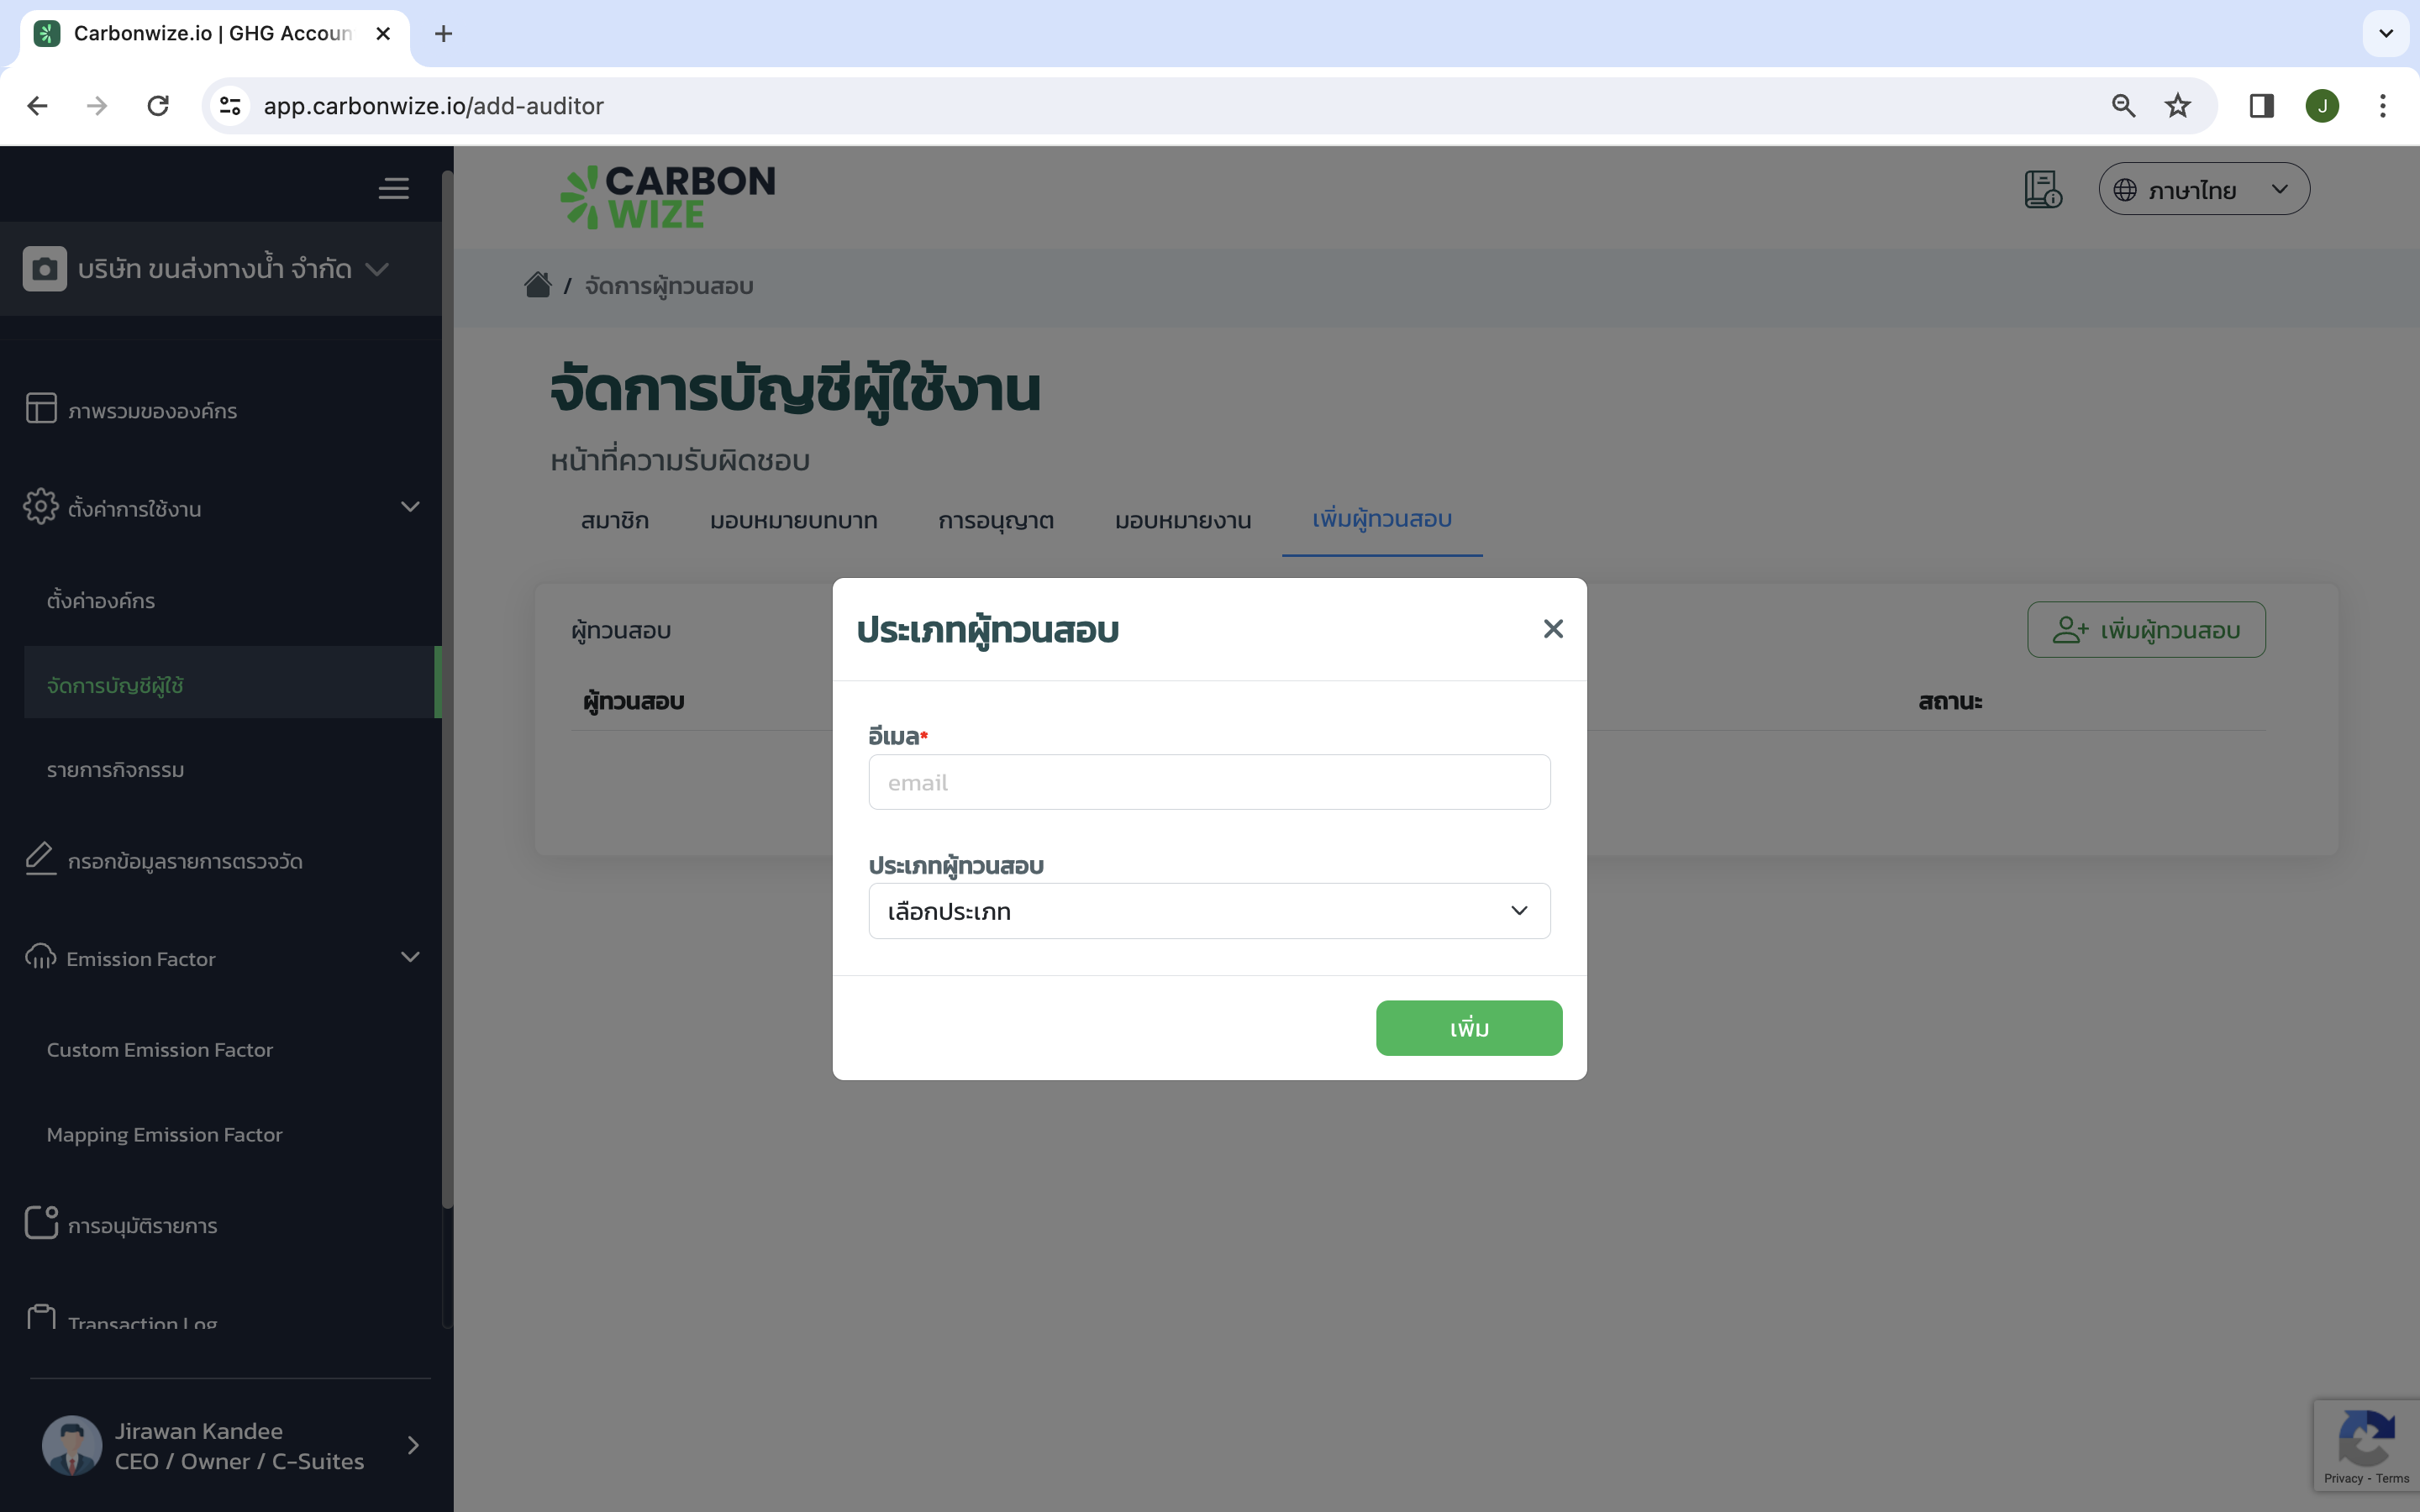 Carbonwize.io | GHG Accoun
app.carbonwize.io/add-auditor
J
CARBON
WIZE
ภาษาไทย
บริษัท ขนส่งทางน้ำ จำกัด
/ จัดการผู้ทวนสอบ
จัดการบัญชีผู้ใช้งาน
หน้าที่ความรับผิดชอบ
สมาชิก มอบหมายบทบาท การอนุญาต มอบหมายงาน เพิ่มผู้ทวนสอบ
ภาพรวมขององค์กร
ตั้งค่าการใช้งาน
ตั้งค่าองค์กร
จัดการบัญชีผู้ใช้
รายการกิจกรรม
กรอกข้อมูลรายการตรวจวัด
Emission Factor
Custom Emission Factor
Mapping Emission Factor
การอนุมัติรายการ
Transaction Log
Jirawan Kandee
CEO / Owner / C-Suites
ผู้ทวนสอบ
เพิ่มผู้ทวนสอบ
ผู้ทวนสอบ
สถานะ
ประเภทผู้ทวนสอบ
อีเมล*
email
ประเภทผู้ทวนสอบ
เลือกประเภท
เพิ่ม
Privacy - Terms